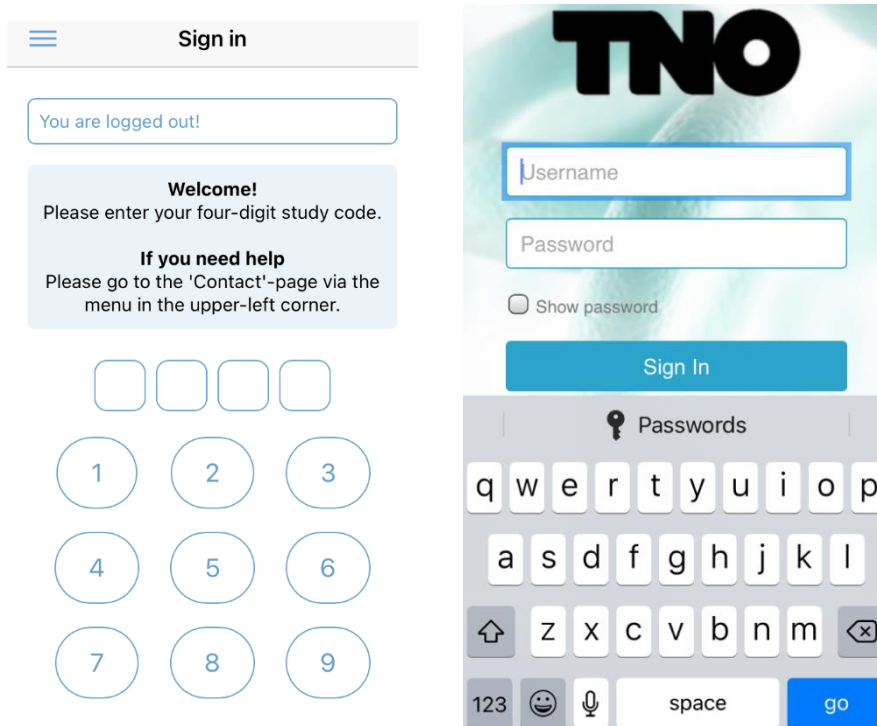 Sign in
You are logged out!
Welcome!
Please enter your four-digit study code.
If you need help
Please go to the 'Contact'-page via the
menu in the upper-left corner.
1 2 3
4 5 6
7 8 9
TNO
Username
Password
Show password
Sign In
Passwords
q w e r t y u i o p
a s d f g h j k l
z x c v b n m
123 space go